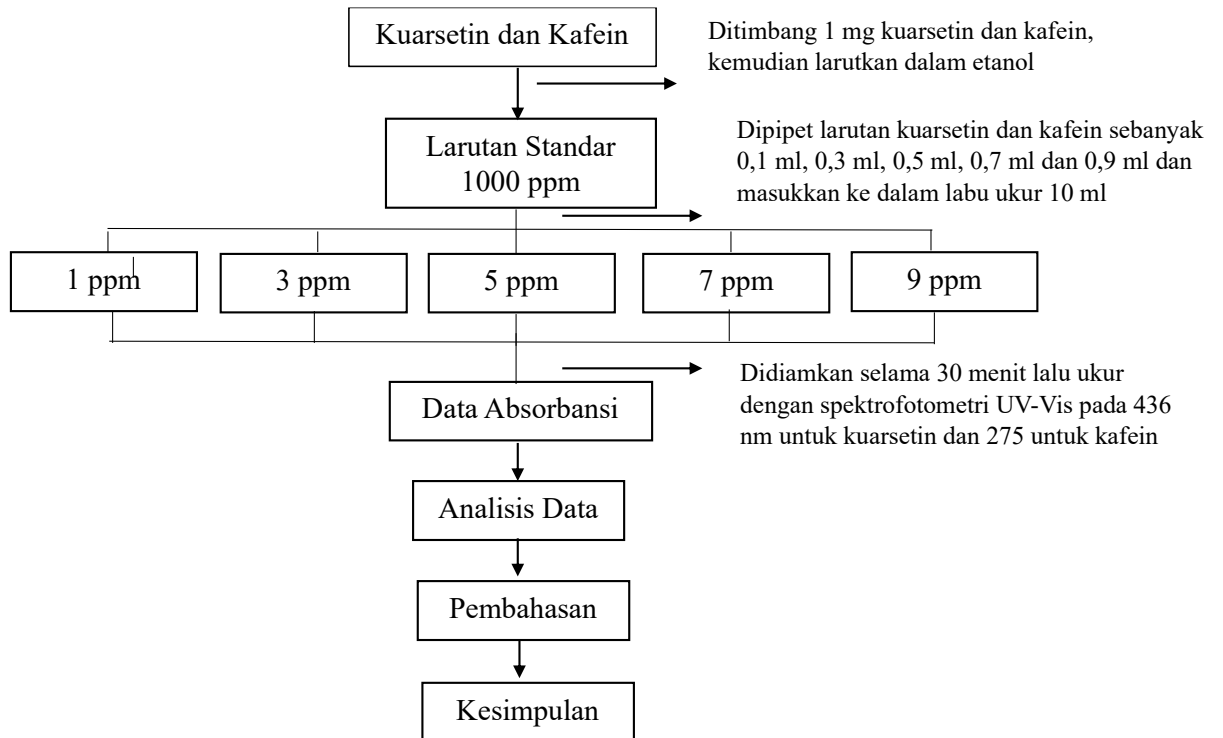 Kuarsetin dan Kafein
Ditimbang 1 mg kuarsetin dan kafein,
kemudian larutkan dalam etanol
Larutan Standar
1000 ppm
Dipipet larutan kuarsetin dan kafein sebanyak
0,1 ml, 0,3 ml, 0,5 ml, 0,7 ml dan 0,9 ml dan
masukkan ke dalam labu ukur 10 ml
1 ppm
3 ppm
5 ppm
7 ppm
9 ppm
Didiamkan selama 30 menit lalu ukur
dengan spektrofotometri UV-Vis pada 436
nm untuk kuarsetin dan 275 untuk kafein
Data Absorbansi
Analisis Data
Pembahasan
Kesimpulan